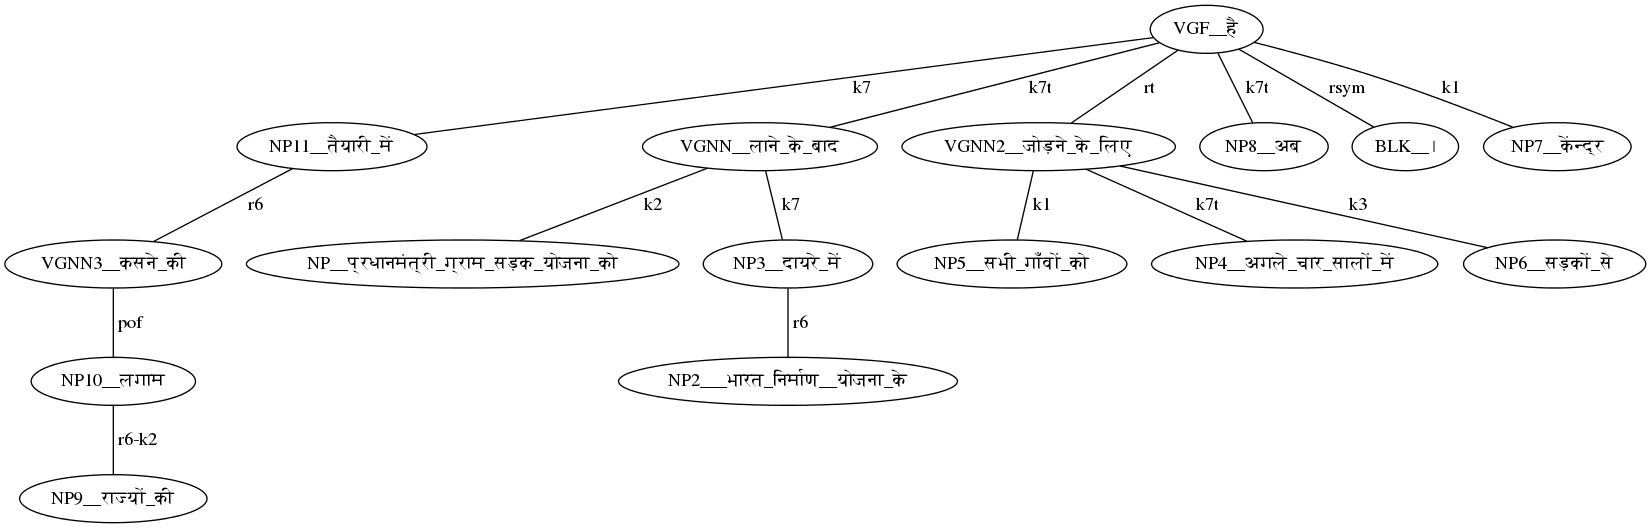 VGF__है
k7 k7t rt k7t rsym k1
NP11__तैयारी_में VGNN__लाने_के_बाद VGNN2__जोड़ने_के_लिए NP8__अब BLK__। NP7__केंन्द्र
r6 k2 k7 k1 k7t k3
VGNN3__कसने_की NP__प्रधानमंत्री_ग्राम_सड़क_योजना_को NP3__दायरे_में NP5__सभी_गाँवों_को NP4__अगले_चार_सालों_में NP6__सड़कों_से
pof r6
NP10__लगाम NP2___भारत_निर्माण__योजना_के
r6-k2
NP9__राज्यों_की